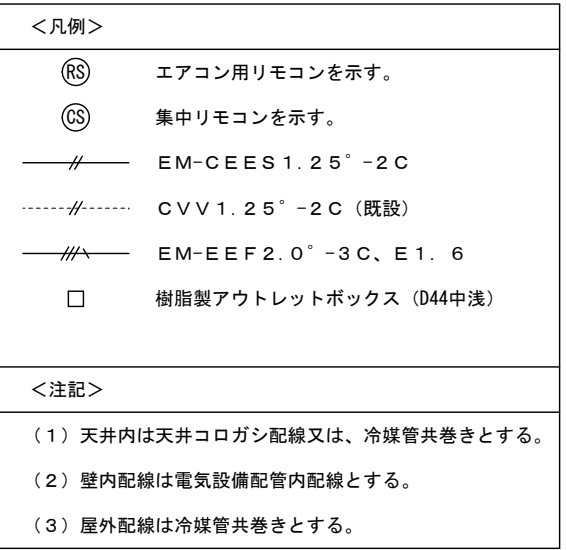 <凡例>
RS エアコン用リモコンを示す。
CS 集中リモコンを示す。
EM-CEES1.25゜-2C
CVV1.25゜-2C（既設）
EM-EEF2.0゜-3C、E1.6
樹脂製アウトレットボックス（D44中浅）
<注記>
（1）天井内は天井コロガシ配線又は、冷媒管共巻きとする。
（2）壁内配線は電気設備配管内配線とする。
（3）屋外配線は冷媒管共巻きとする。